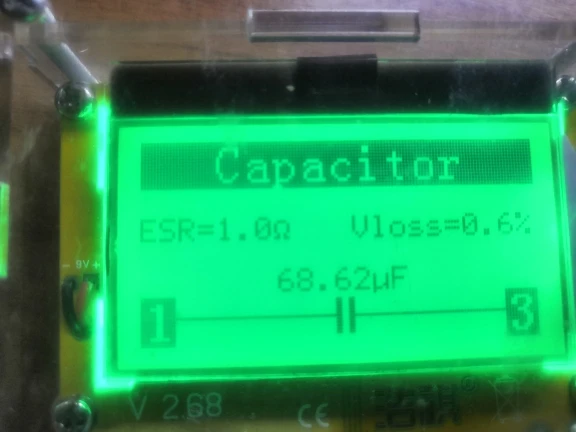 Capacitor
ESR=1.0Ω Vloss=0.6%
- 9V +
68.62µF
1 3
V 2.68 CE